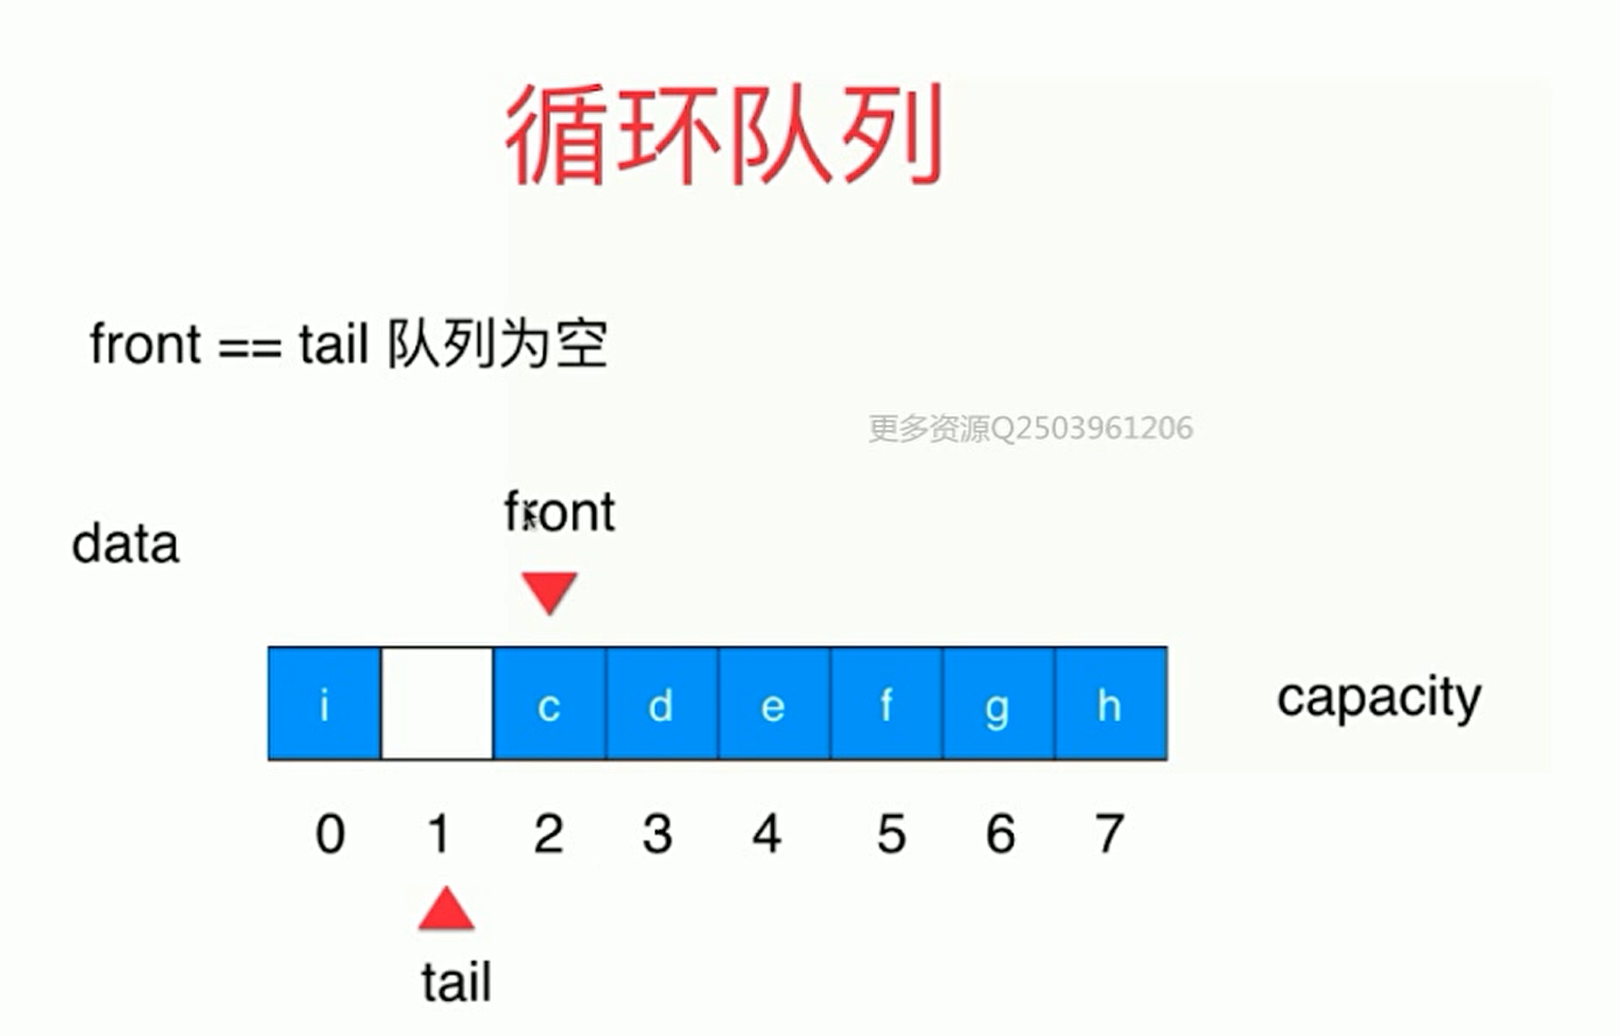 循环队列
front == tail 队列为空
更多资源Q2503961206
front
data
i c d e f g h
capacity
0 1 2 3 4 5 6 7
tail